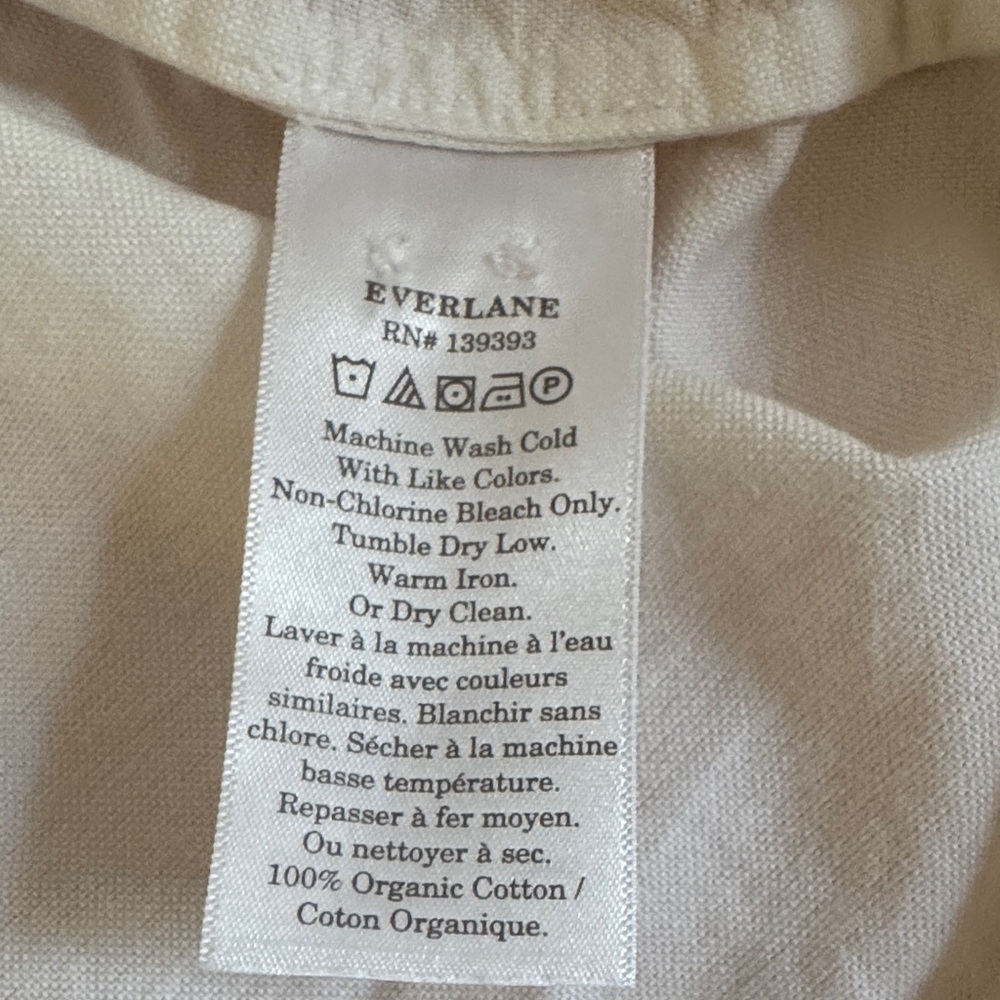 EVERLANE
RN# 139393
P
Machine Wash Cold
With Like Colors.
Non-Chlorine Bleach Only.
Tumble Dry Low.
Warm Iron.
Or Dry Clean.
Laver à la machine à l'eau
froide avec couleurs
similaires. Blanchir sans
chlore. Sécher à la machine
basse température.
Repasser à fer moyen.
Ou nettoyer à sec.
100% Organic Cotton /
Coton Organique.